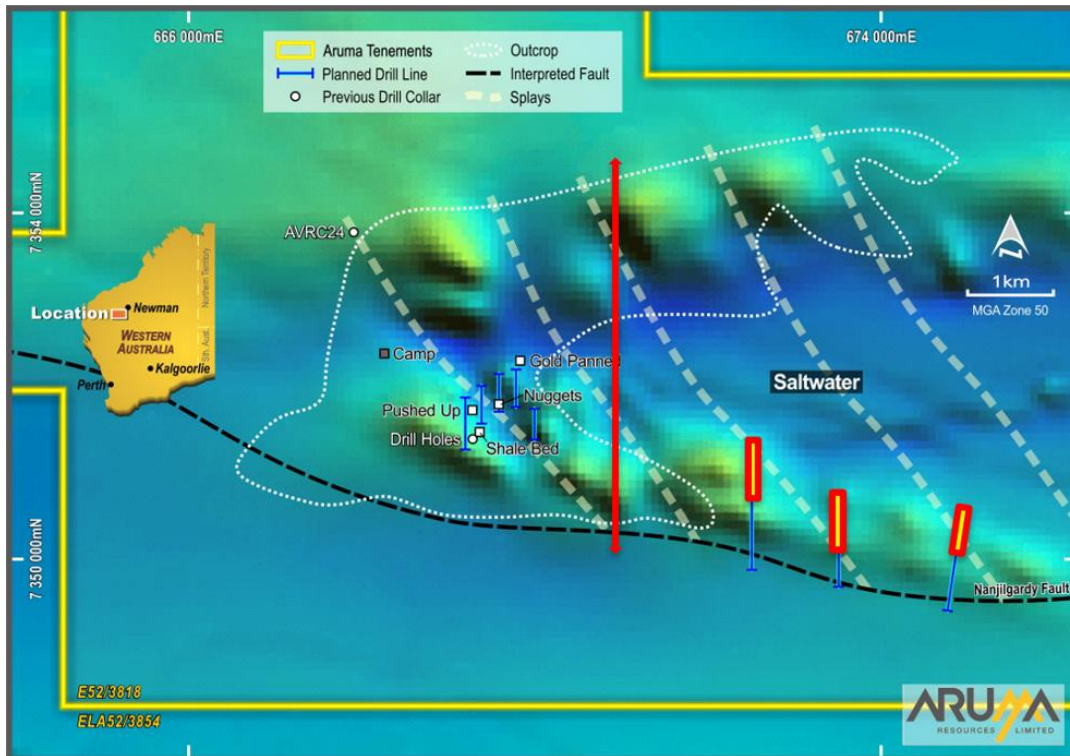 666 000mE
674 000mE
Aruma Tenements
Planned Drill Line
Previous Drill Collar
Outcrop
Interpreted Fault
Splays
7 354 000mN
AVRC24
N
1km
MGA Zone 50
Location
Newman
WESTERN
AUSTRALIA
Kalgoorlie
Perth
Northern Territory
Sth. Aust.
Camp
Gold Panned
Nuggets
Pushed Up
Drill Holes
Shale Bed
Saltwater
7 350 000mN
Nanjilgardy Fault
E52/3818
ELA52/3854
ARUMA
RESOURCES LIMITED